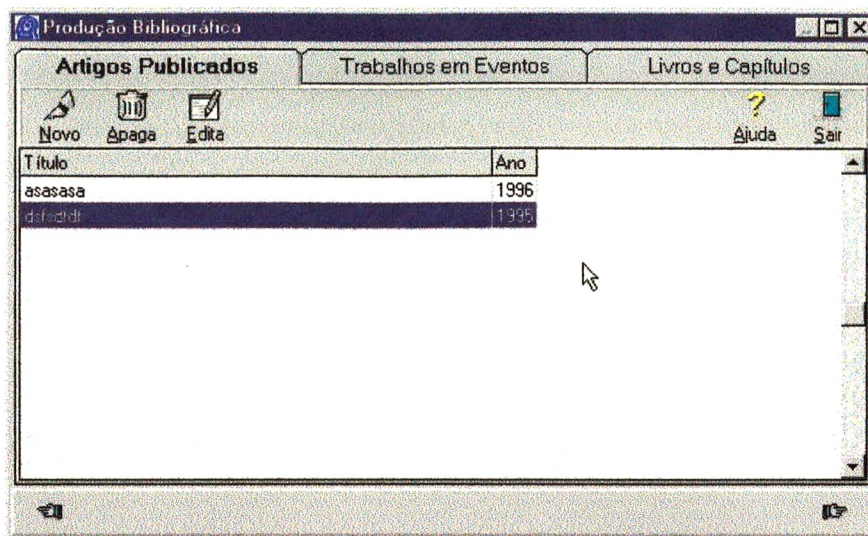 Produção Bibliográfica
Artigos Publicados Trabalhos em Eventos Livros e Capítulos
Novo Apaga Edita Ajuda Sair
Título Ano
asasasa 1996
1995